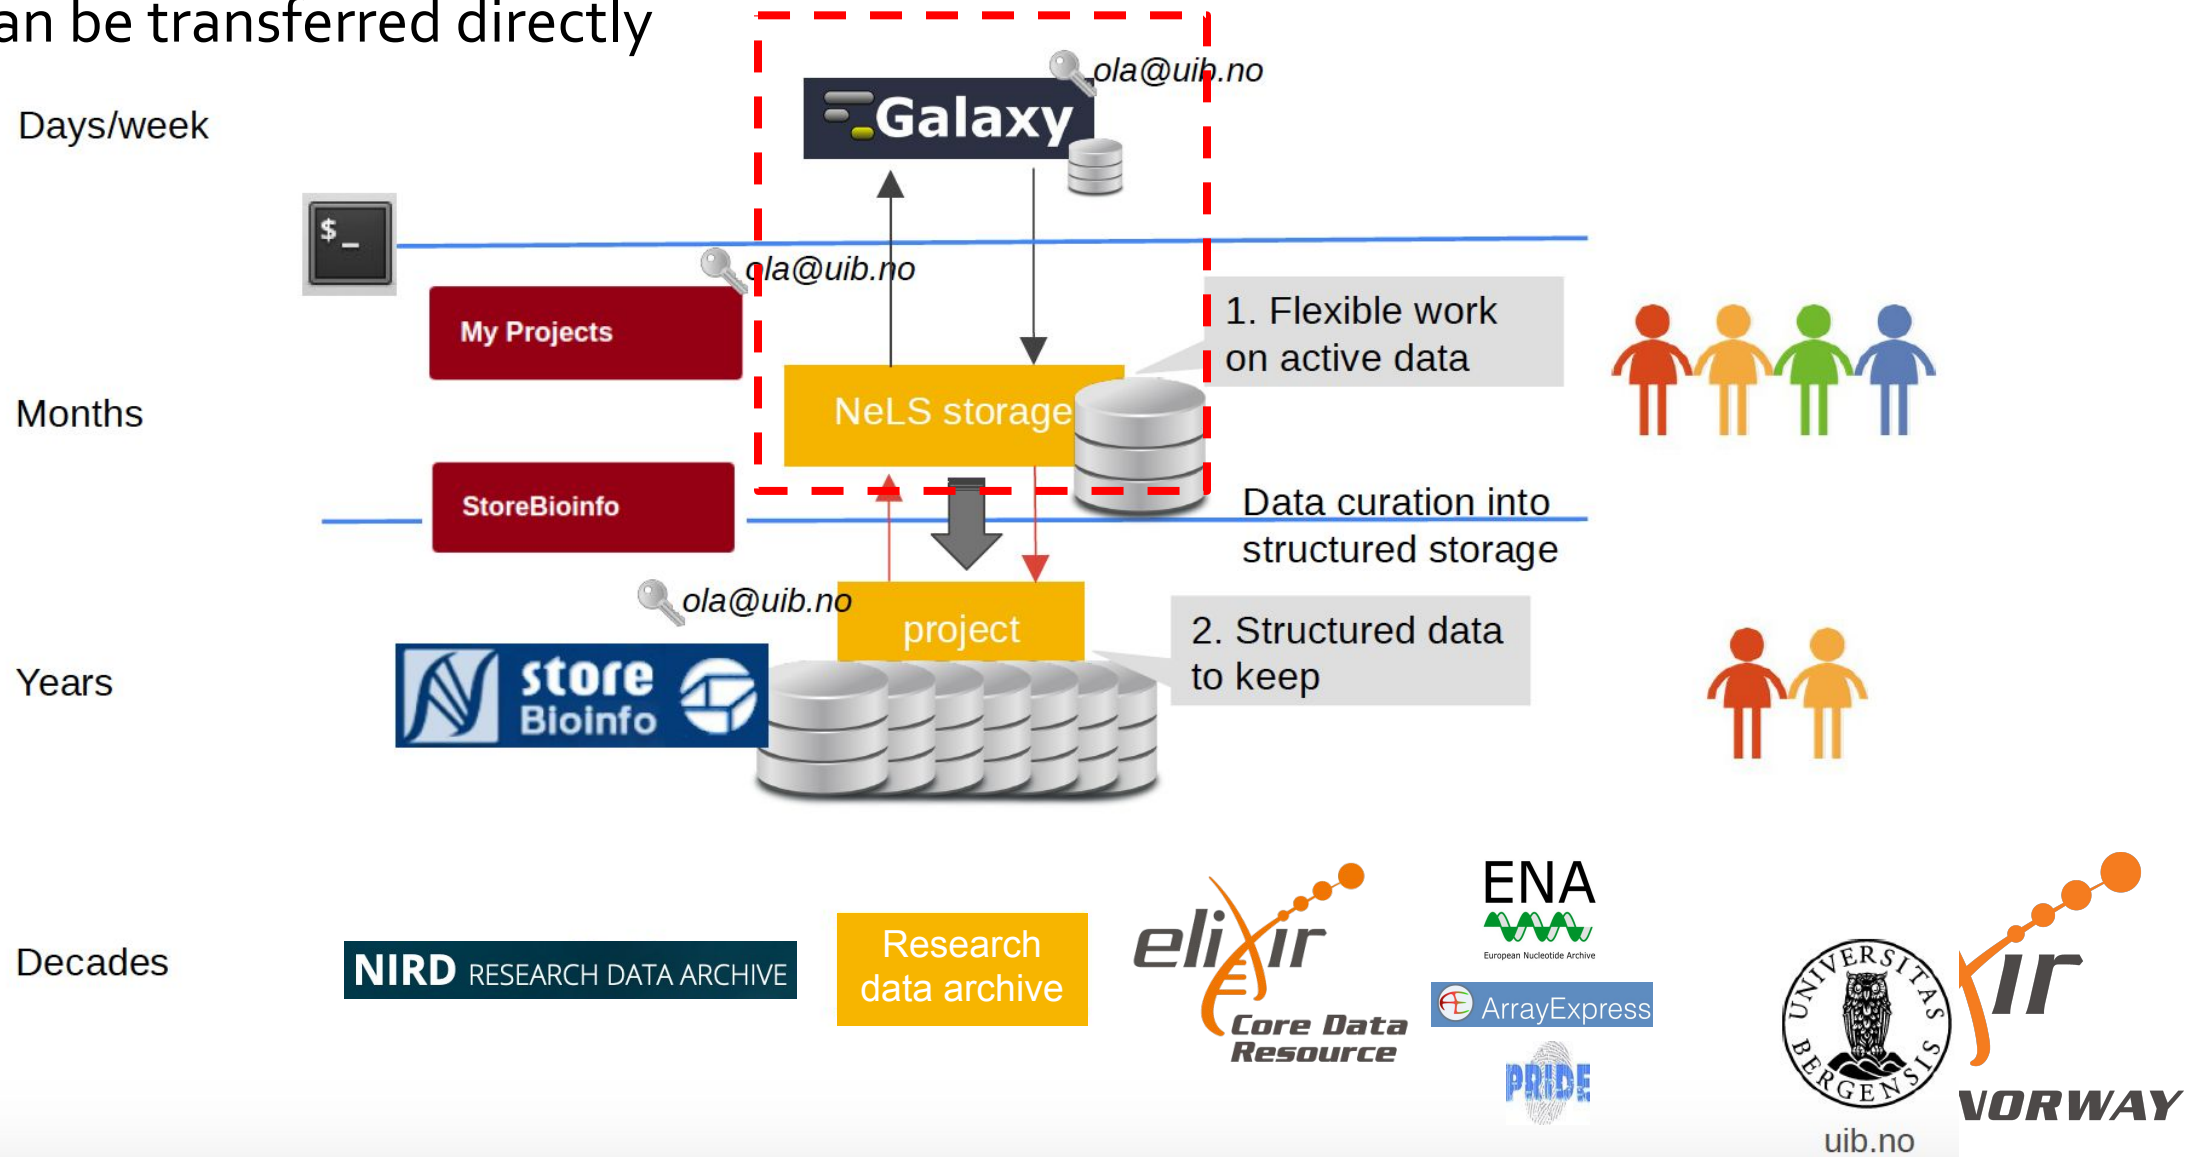 an be transferred directly
ola@uib.no
Galaxy
Days/week
$_
ola@uib.no
My Projects
1. Flexible work
on active data
Months
NeLS storage
StoreBioinfo
Data curation into
structured storage
ola@uib.no
project
2. Structured data
to keep
Years
store
Bioinfo
Decades
NIRD RESEARCH DATA ARCHIVE
Research
data archive
elixir
Core Data
Resource
ENA
European Nucleotide Archive
ArrayExpress
PRIDE
UNIVERSITAS
BERGENSIS
uib.no
ir
NORWAY